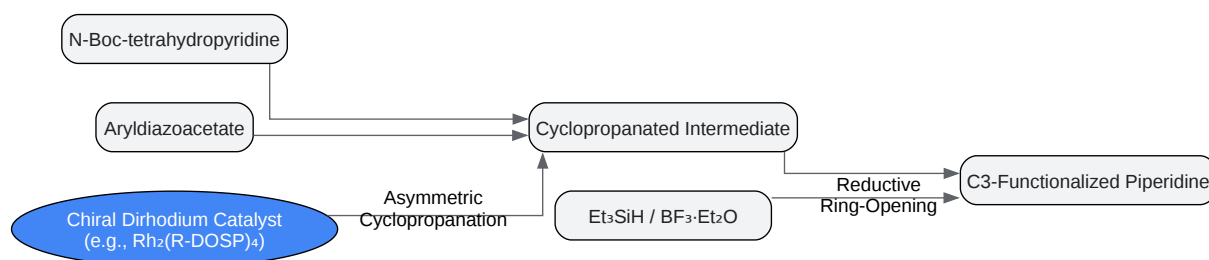 N-Boc-tetrahydropyridine
Aryldiazoacetate
Cyclopropanated Intermediate
Chiral Dirhodium Catalyst
(e.g., Rh₂(R-DOSP)₄)
Asymmetric
Cyclopropanation
Et₃SiH / BF₃·Et₂O
Reductive
Ring-Opening
C3-Functionalized Piperidine